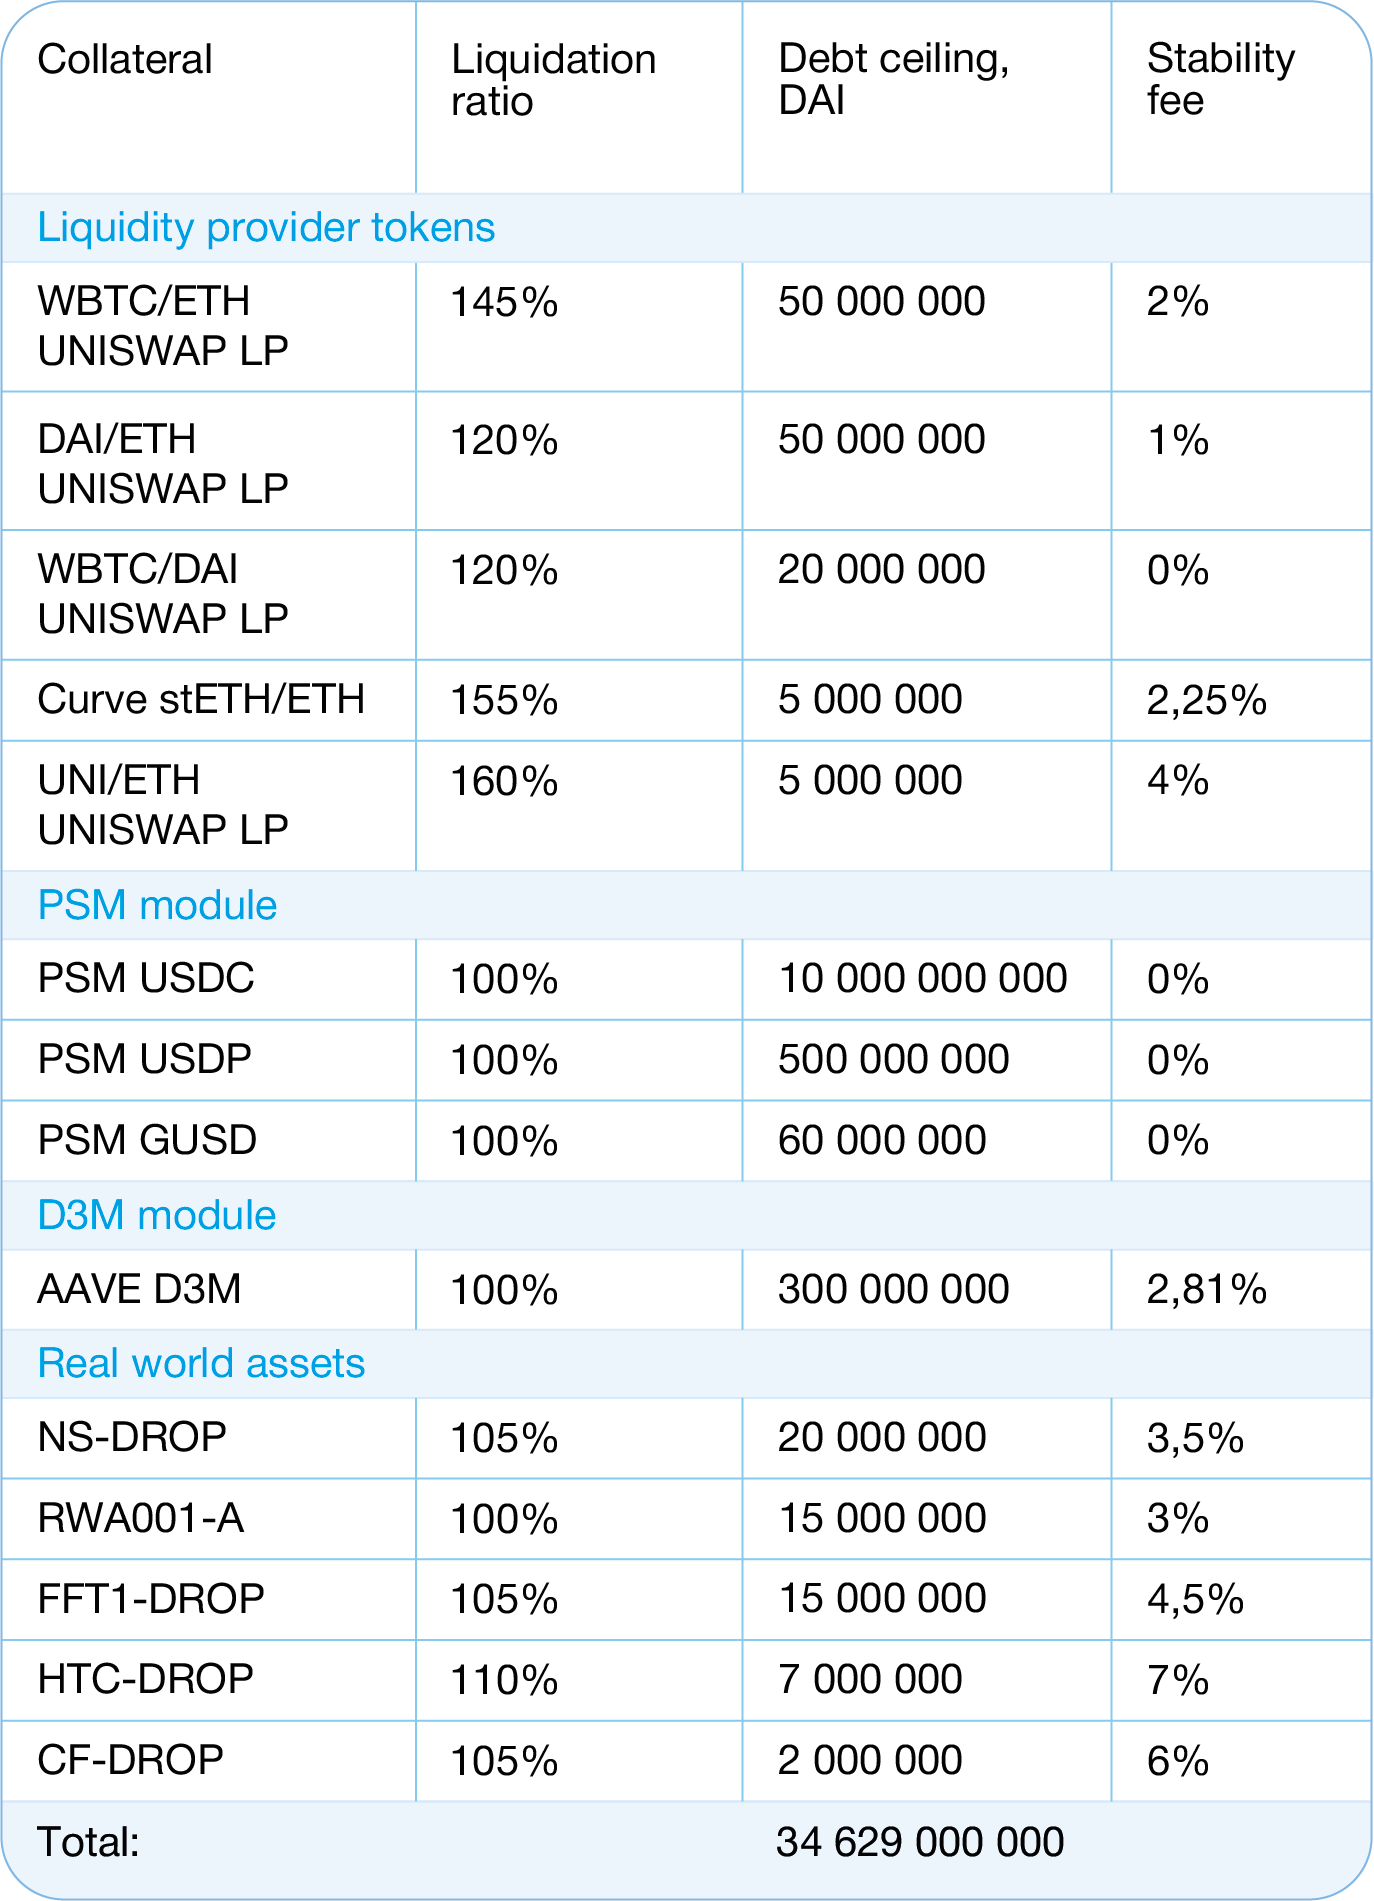 Collateral
Liquidation
ratio
Debt ceiling,
DAI
Stability
fee
Liquidity provider tokens
WBTC/ETH
UNISWAP LP
145%
50 000 000
2%
DAI/ETH
UNISWAP LP
120%
50 000 000
1%
WBTC/DAI
UNISWAP LP
120%
20 000 000
0%
Curve stETH/ETH
155%
5 000 000
2,25%
UNI/ETH
UNISWAP LP
160%
5 000 000
4%
PSM module
PSM USDC
100%
10 000 000 000
0%
PSM USDP
100%
500 000 000
0%
PSM GUSD
100%
60 000 000
0%
D3M module
AAVE D3M
100%
300 000 000
2,81%
Real world assets
NS-DROP
105%
20 000 000
3,5%
RWA001-A
100%
15 000 000
3%
FFT1-DROP
105%
15 000 000
4,5%
HTC-DROP
110%
7 000 000
7%
CF-DROP
105%
2 000 000
6%
Total:
34 629 000 000